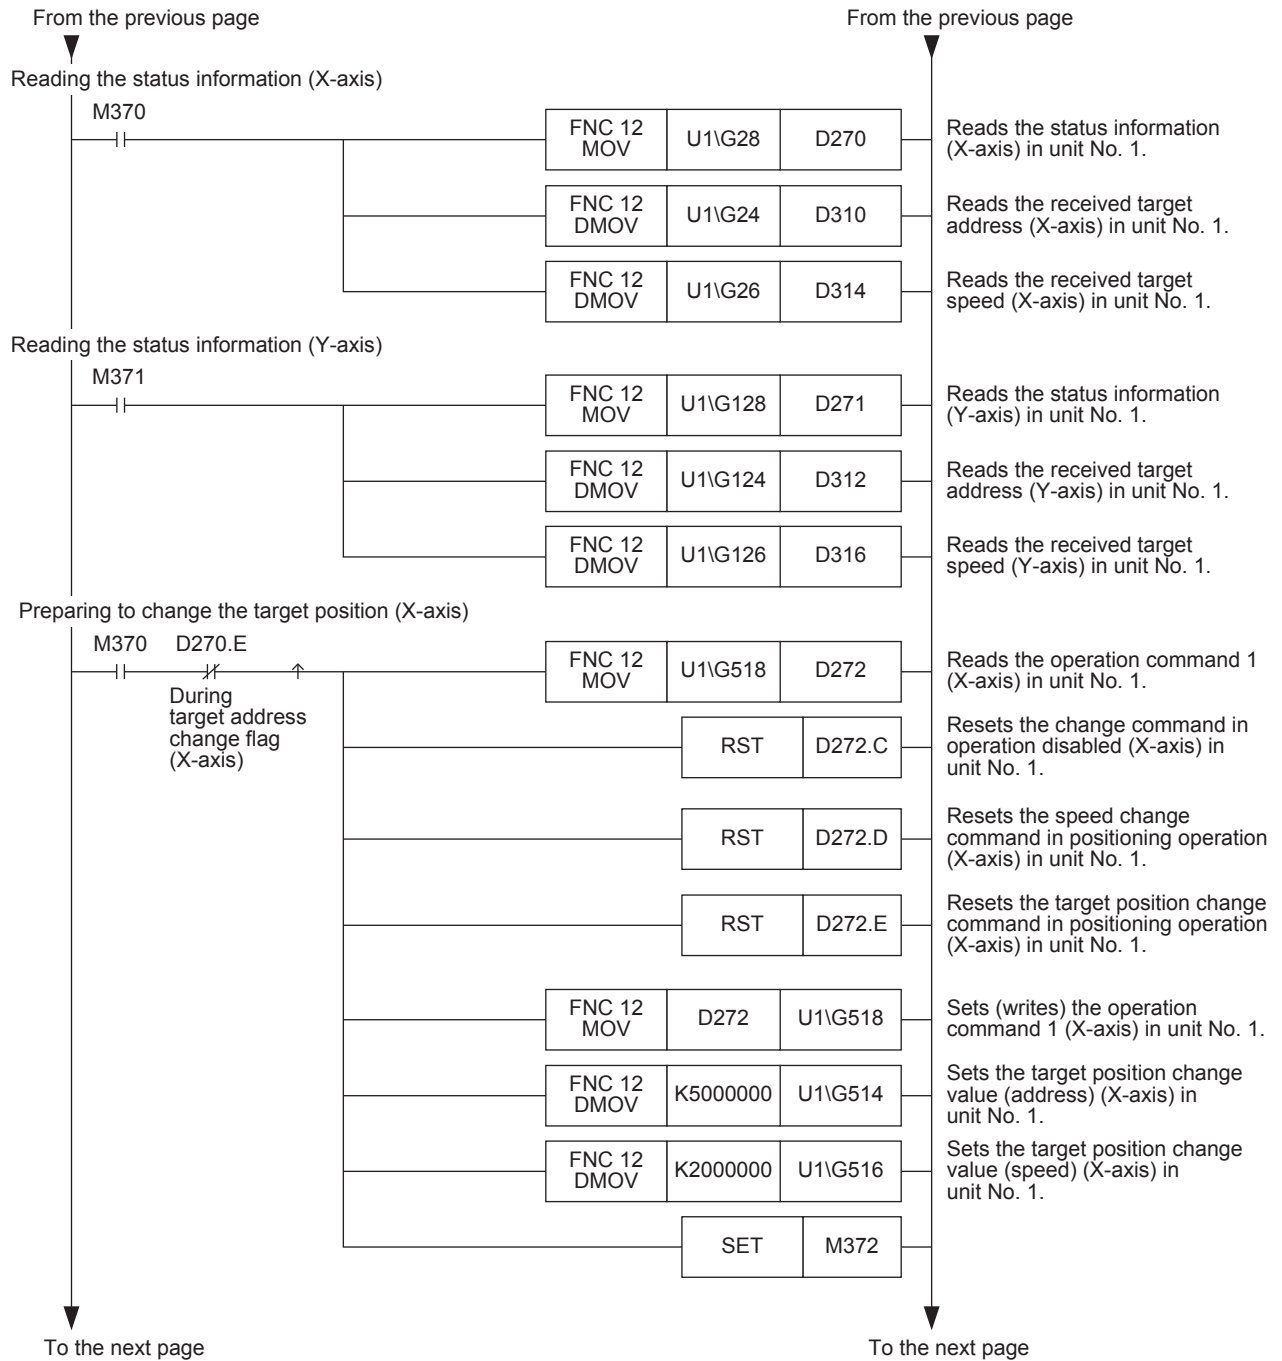 From the previous page
From the previous page
Reading the status information (X-axis)
M370
FNC 12
MOV
U1\G28
D270
Reads the status information
(X-axis) in unit No. 1.
FNC 12
DMOV
U1\G24
D310
Reads the received target
address (X-axis) in unit No. 1.
FNC 12
DMOV
U1\G26
D314
Reads the received target
speed (X-axis) in unit No. 1.
Reading the status information (Y-axis)
M371
FNC 12
MOV
U1\G128
D271
Reads the status information
(Y-axis) in unit No. 1.
FNC 12
DMOV
U1\G124
D312
Reads the received target
address (Y-axis) in unit No. 1.
FNC 12
DMOV
U1\G126
D316
Reads the received target
speed (Y-axis) in unit No. 1.
Preparing to change the target position (X-axis)
M370
D270.E
During
target address
change flag
(X-axis)
FNC 12
MOV
U1\G518
D272
Reads the operation command 1
(X-axis) in unit No. 1.
RST
D272.C
Resets the change command in
operation disabled (X-axis) in
unit No. 1.
RST
D272.D
Resets the speed change
command in positioning operation
(X-axis) in unit No. 1.
RST
D272.E
Resets the target position change
command in positioning operation
(X-axis) in unit No. 1.
FNC 12
MOV
D272
U1\G518
Sets (writes) the operation
command 1 (X-axis) in unit No. 1.
FNC 12
DMOV
K5000000
U1\G514
Sets the target position change
value (address) (X-axis) in
unit No. 1.
FNC 12
DMOV
K2000000
U1\G516
Sets the target position change
value (speed) (X-axis) in
unit No. 1.
SET
M372
To the next page
To the next page